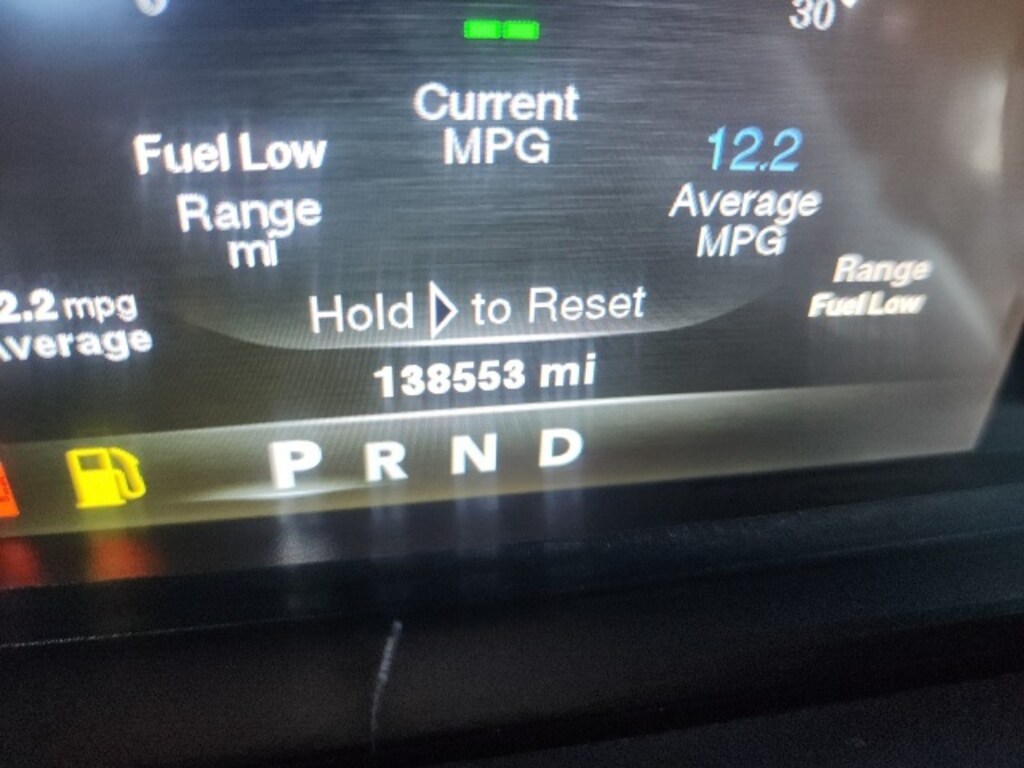 30
Current
MPG
Fuel Low
Range
mi
12.2
Average
MPG
2.2 mpg
Average
Hold to Reset
Range
Fuel Low
138553 mi
P R N D